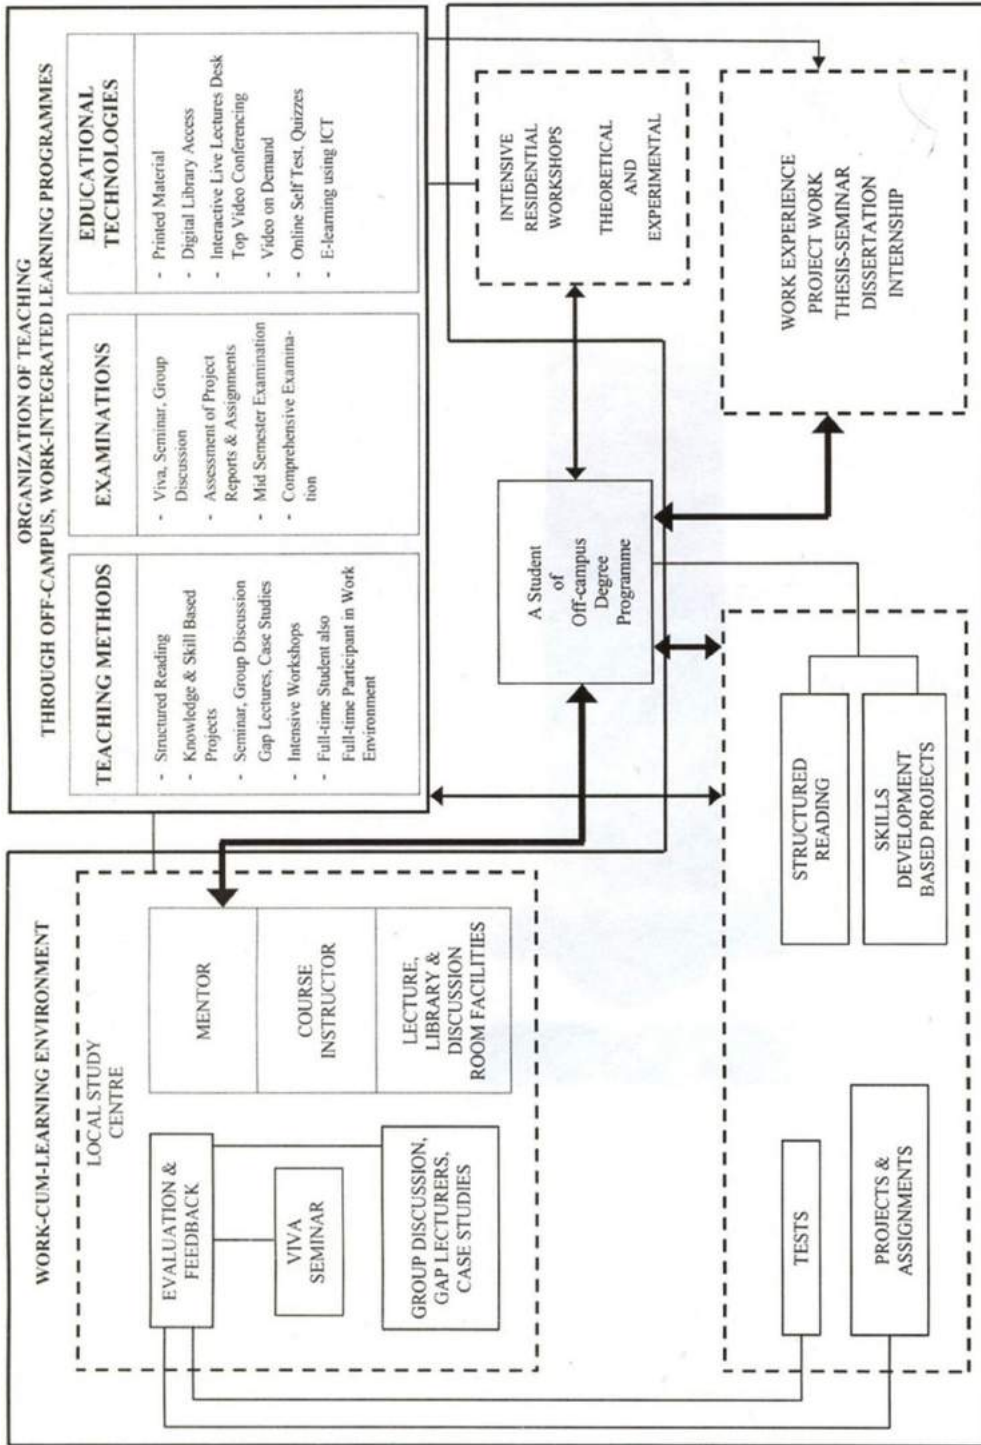 ORGANIZATION OF TEACHING
THROUGH OFF-CAMPUS, WORK-INTEGRATED LEARNING PROGRAMMES
TEACHING METHODS
- Structured Reading
- Knowledge & Skill Based
Projects
- Seminar, Group Discussion
Gap Lectures, Case Studies
- Intensive Workshops
- Full-time Student also
Full-time Participant in Work
Environment
EXAMINATIONS
- Viva, Seminar, Group
Discussion
- Assessment of Project
Reports & Assignments
- Mid Semester Examination
- Comprehensive Examina-
tion
EDUCATIONAL
TECHNOLOGIES
- Printed Material
- Digital Library Access
- Interactive Live Lectures Desk
Top Video Conferencing
- Video on Demand
- Online Self Test, Quizzes
- E-learning using ICT
WORK-CUM-LEARNING ENVIRONMENT
LOCAL STUDY
CENTRE
EVALUATION &
FEEDBACK
VIVA
SEMINAR
GROUP DISCUSSION,
GAP LECTURERS,
CASE STUDIES
MENTOR
COURSE
INSTRUCTOR
LECTURE,
LIBRARY &
DISCUSSION
ROOM FACILITIES
A Student
of
Off-campus
Degree
Programme
INTENSIVE
RESIDENTIAL
WORKSHOPS
THEORETICAL
AND
EXPERIMENTAL
TESTS
PROJECTS &
ASSIGNMENTS
STRUCTURED
READING
SKILLS
DEVELOPMENT
BASED PROJECTS
WORK EXPERIENCE
PROJECT WORK
THESIS-SEMINAR
DISSERTATION
INTERNSHIP